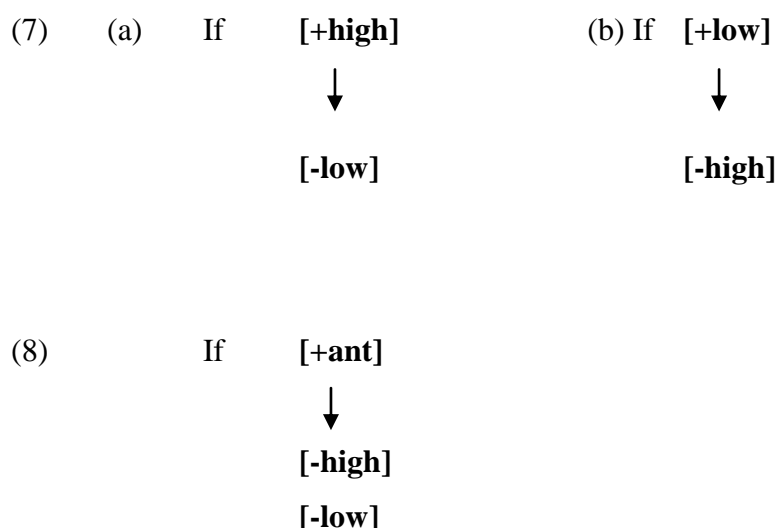 (7) (a) If [+high] (b) If [+low]
[-low] [-high]
(8) If [+ant]
[-high]
[-low]